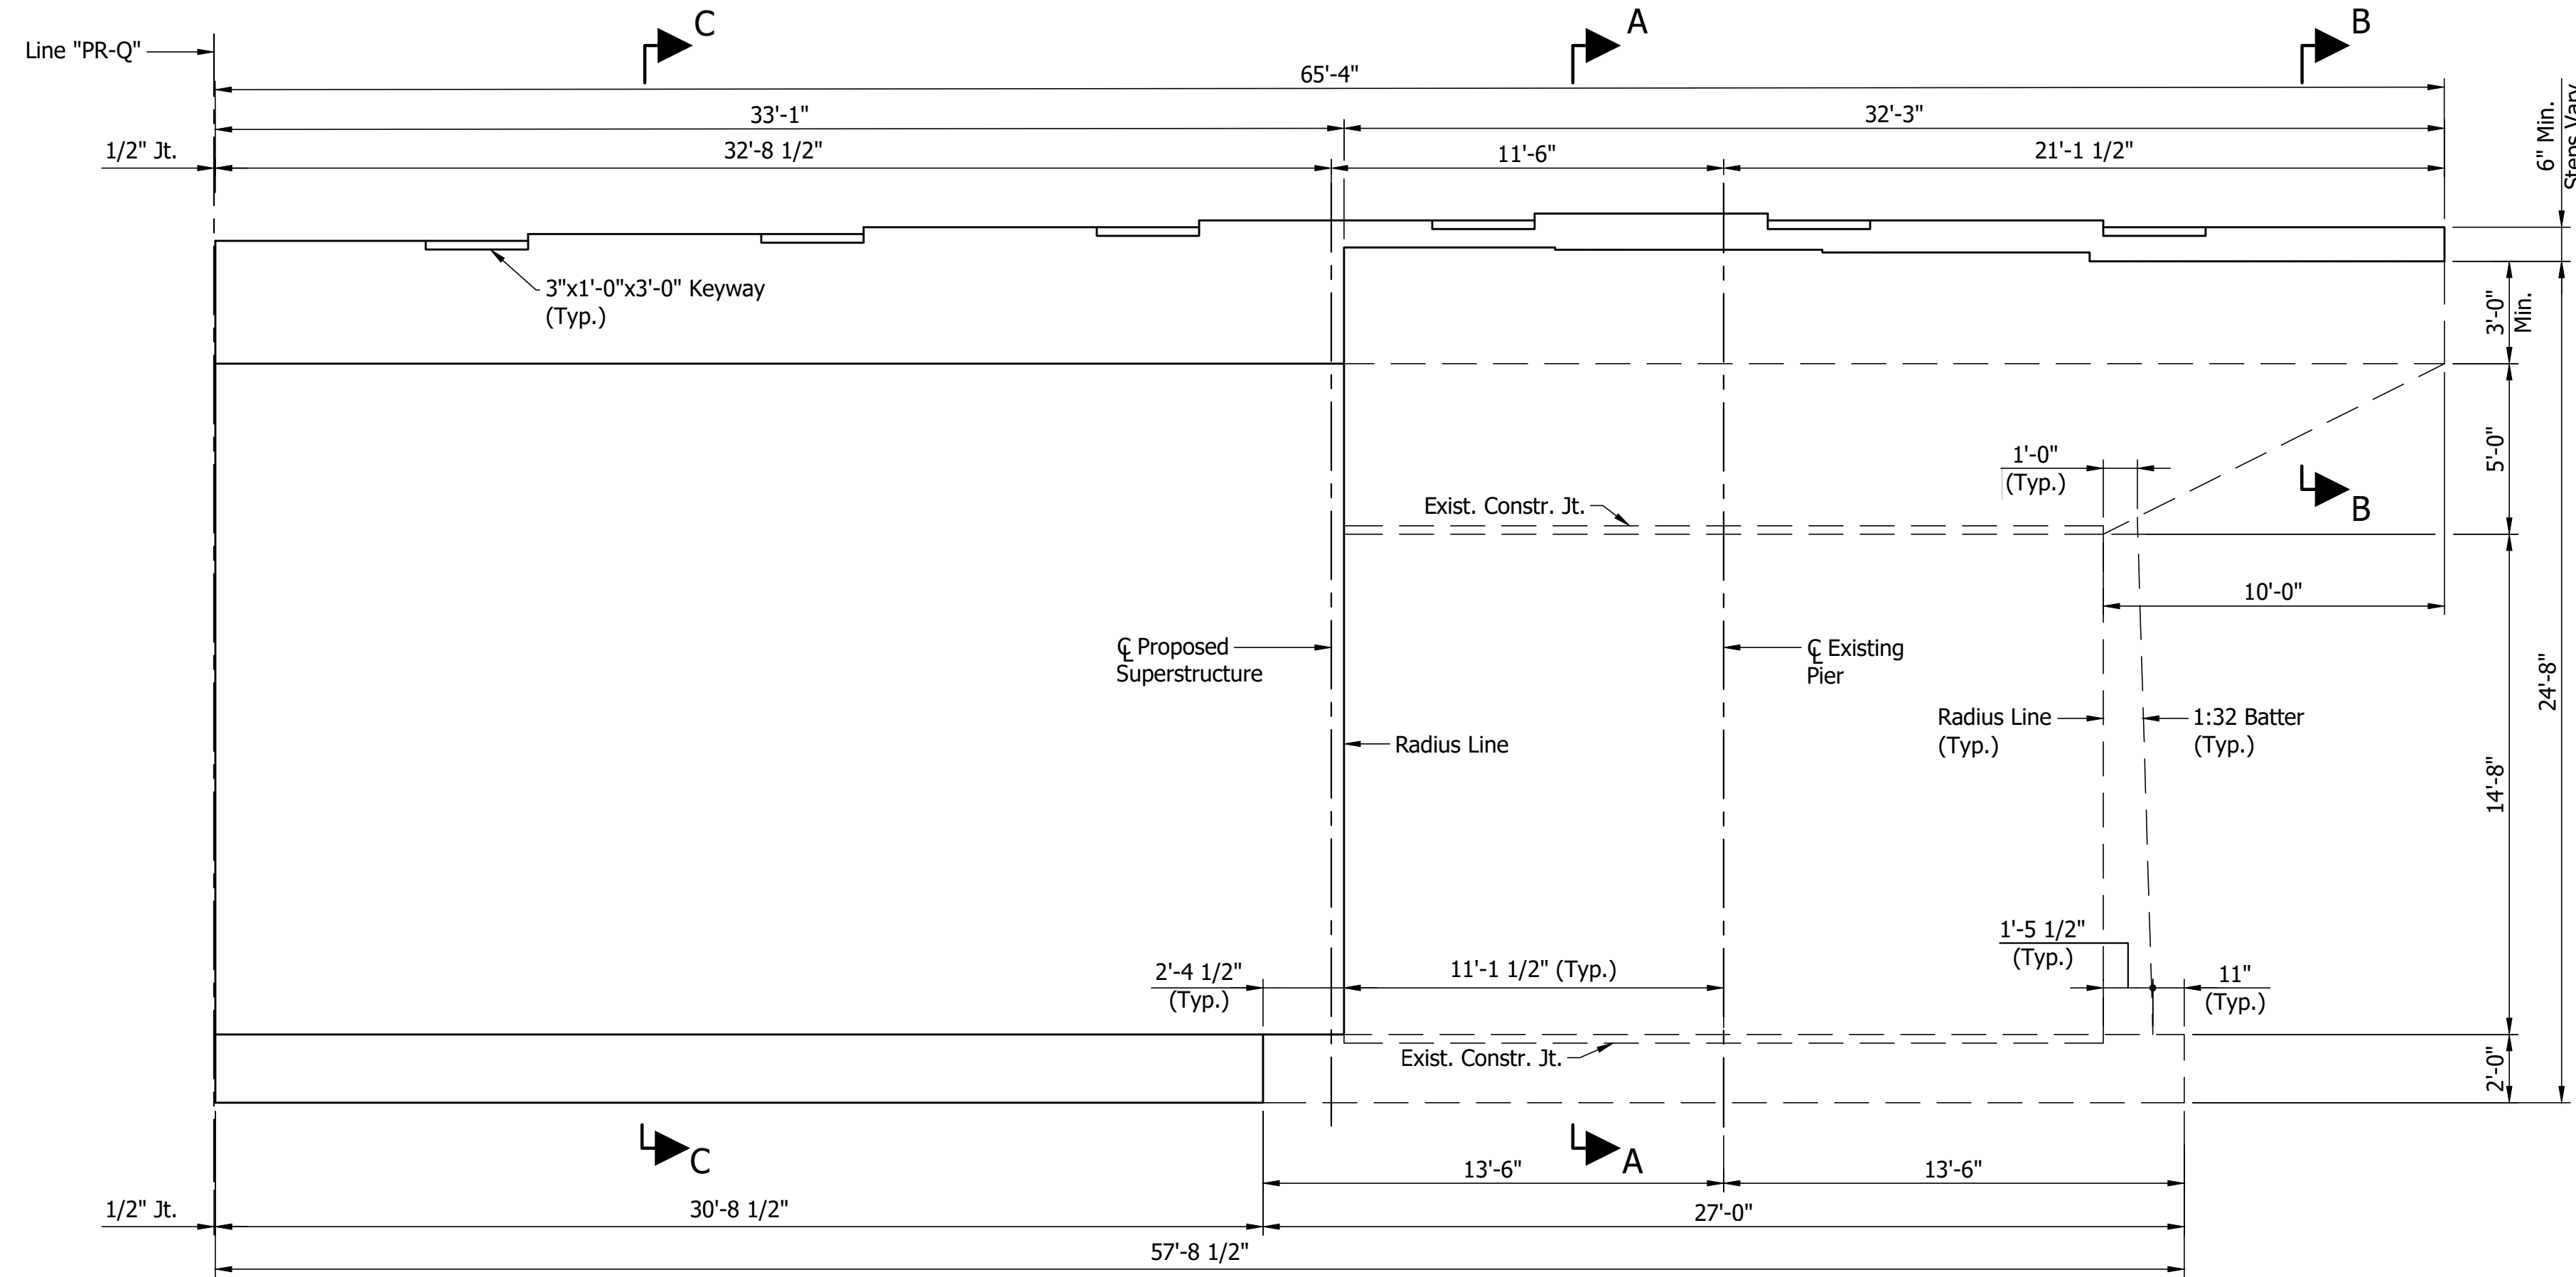 C
A
B
Line "PR-Q"
65'-4"
33'-1"
32'-3"
1/2" Jt.
32'-8 1/2"
11'-6"
21'-1 1/2"
6" Min.
Steps Vary
3"x1'-0"x3'-0" Keyway
(Typ.)
3'-0"
Min.
5'-0"
1'-0"
(Typ.)
Exist. Constr. Jt.
B
10'-0"
℄ Proposed
Superstructure
℄ Existing
Pier
24'-8"
Radius Line
Radius Line
(Typ.)
1:32 Batter
(Typ.)
14'-8"
2'-4 1/2"
(Typ.)
11'-1 1/2" (Typ.)
1'-5 1/2"
(Typ.)
11"
(Typ.)
Exist. Constr. Jt.
2'-0"
C
A
13'-6"
13'-6"
1/2" Jt.
30'-8 1/2"
27'-0"
57'-8 1/2"